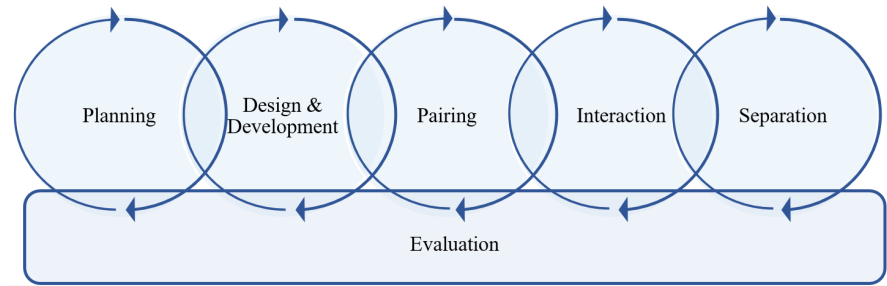 Planning
Design &
Development
Pairing
Interaction
Separation
Evaluation